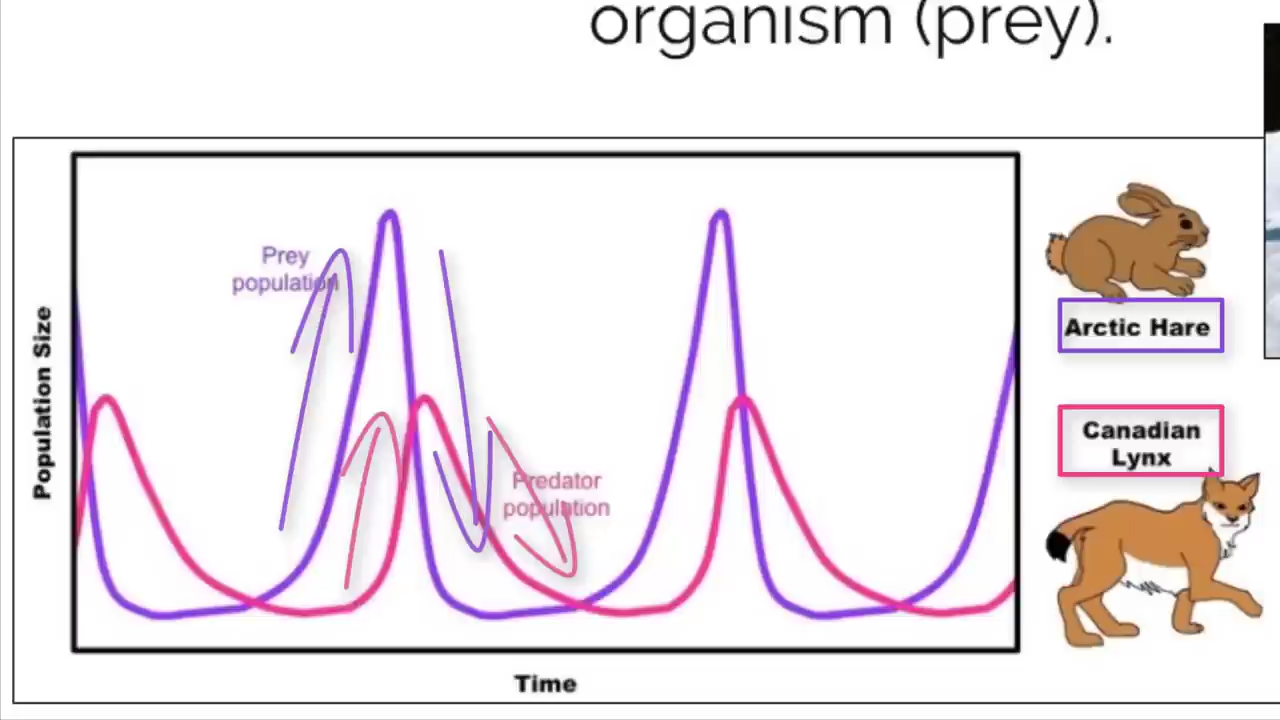 organism (prey).
Prey
population
Population Size
Predator
population
Time
Arctic Hare
Canadian
Lynx